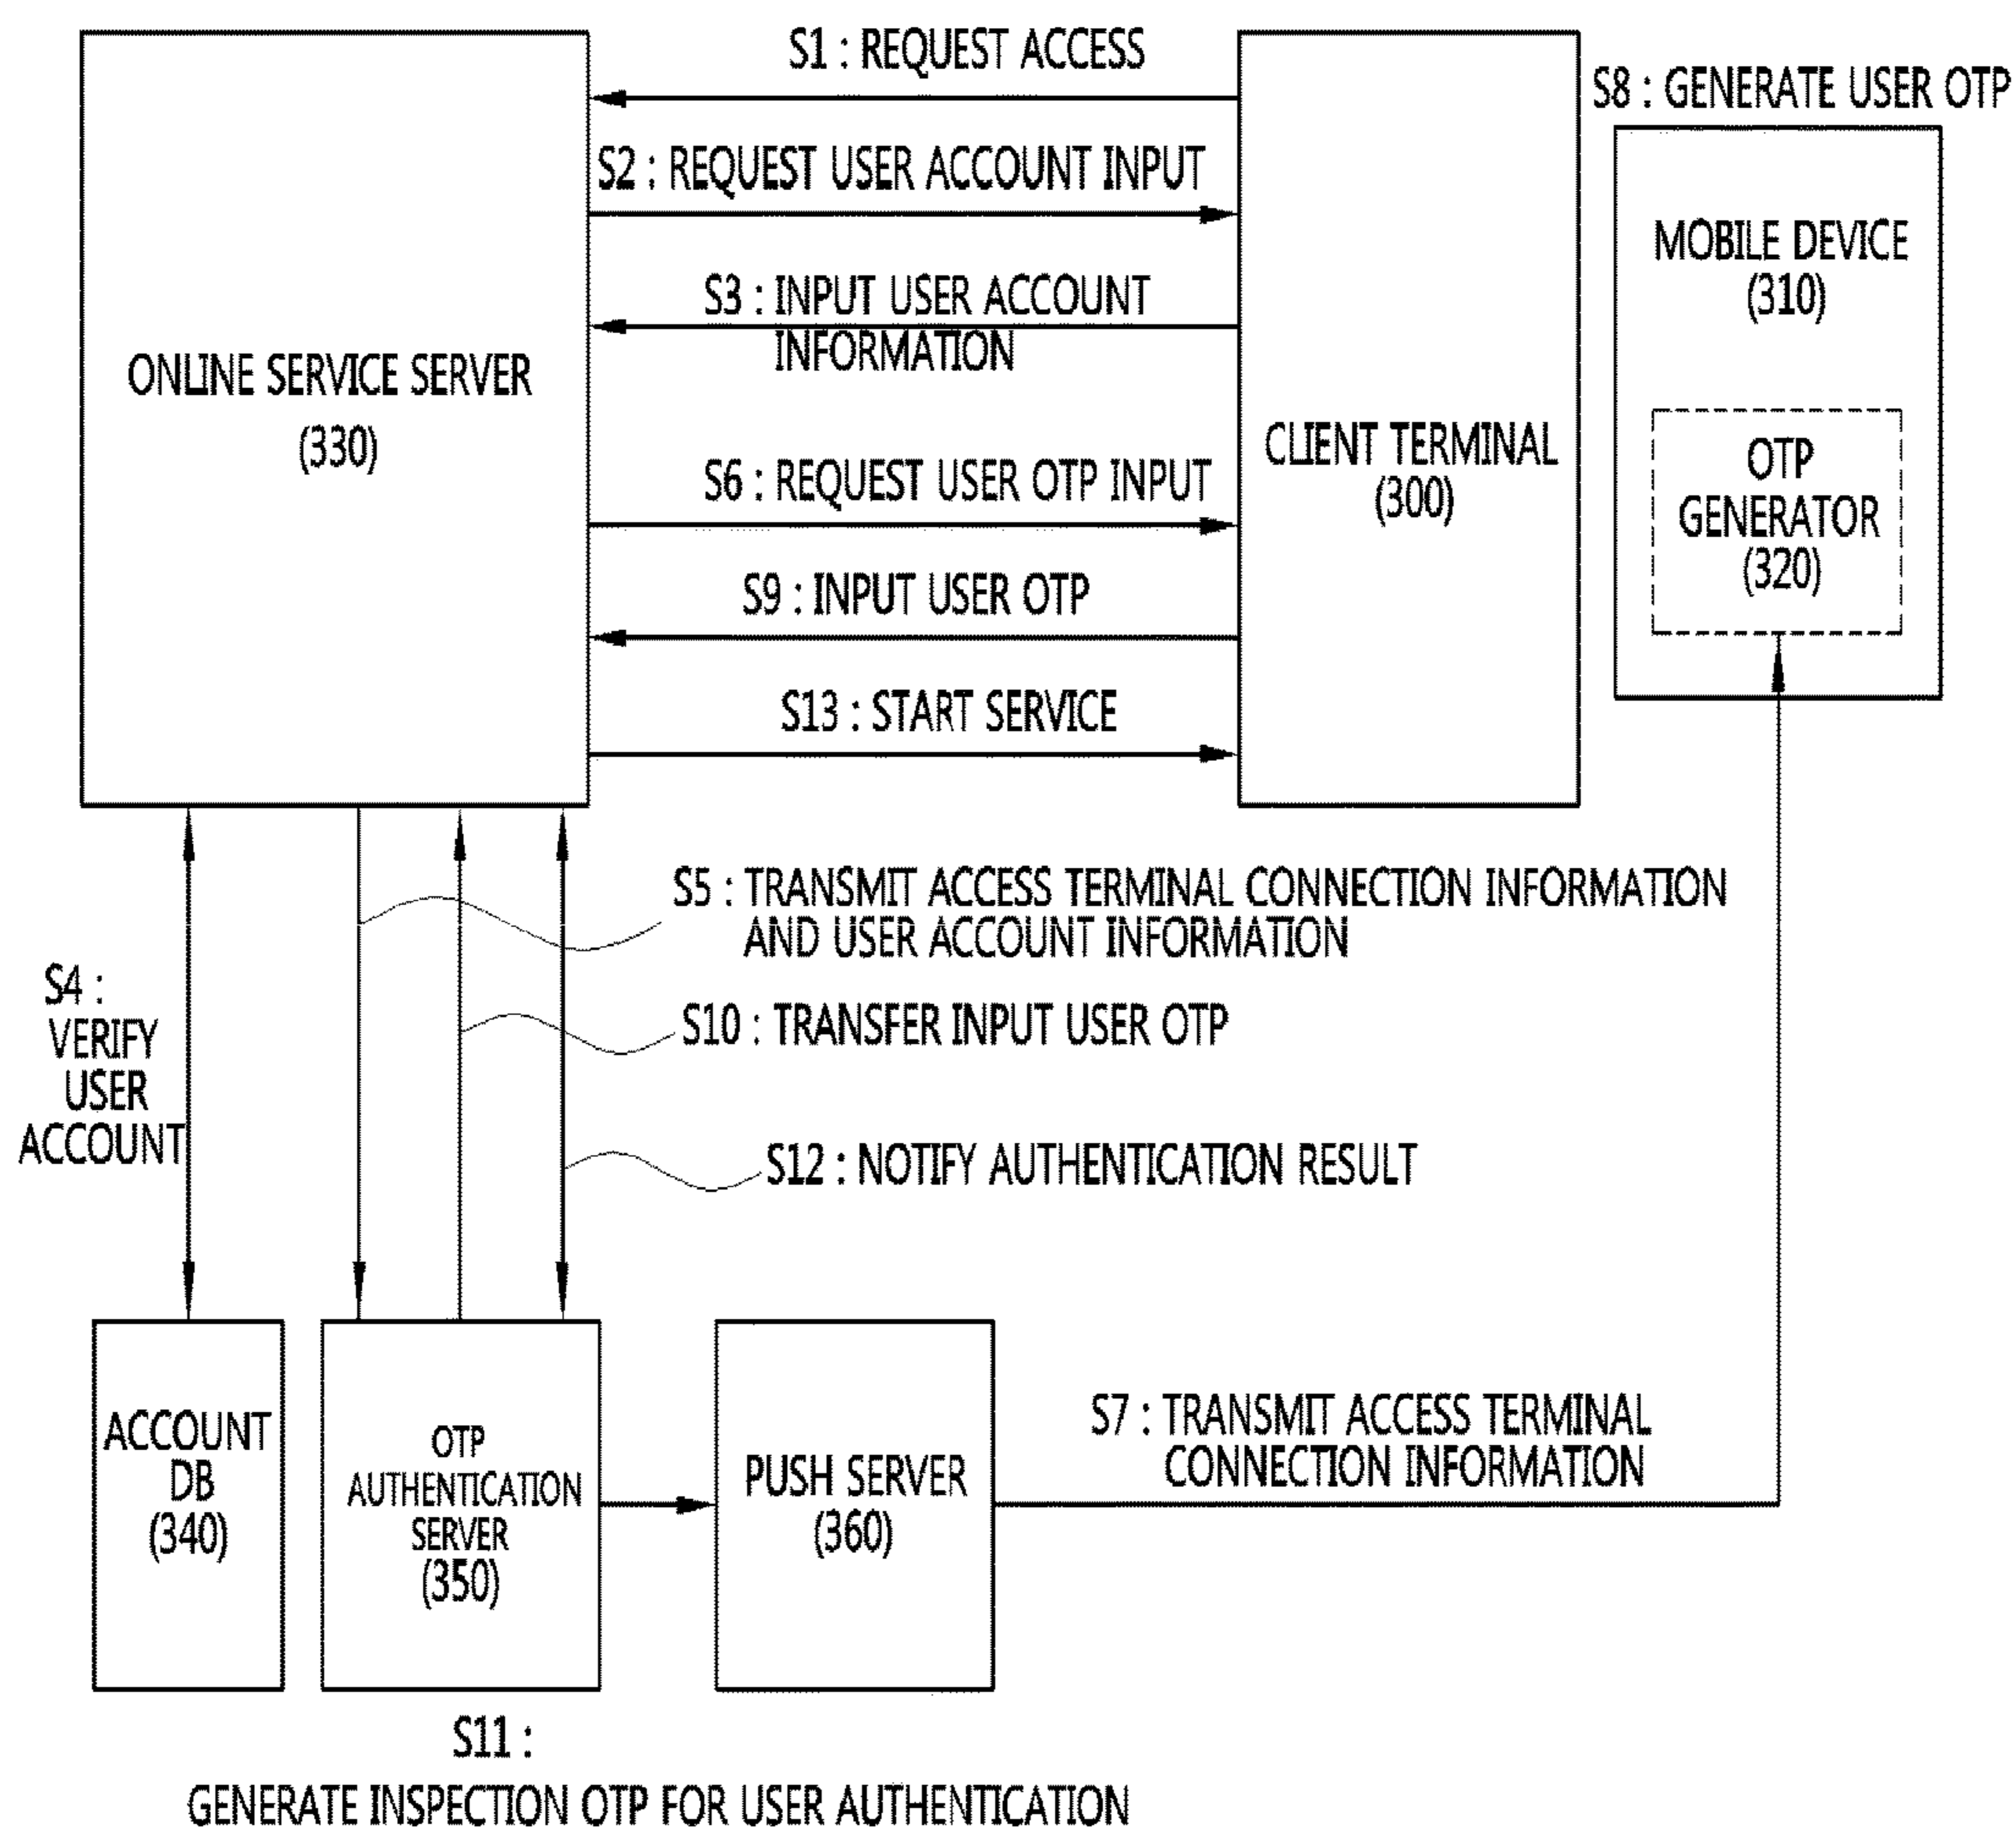 S1 : REQUEST ACCESS
S8 : GENERATE USER OTP
S2 : REQUEST USER ACCOUNT INPUT
MOBILE DEVICE
(310)
S3 : INPUT USER ACCOUNT
INFORMATION
ONLINE SERVICE SERVER
(330)
CLIENT TERMINAL
(300)
OTP
GENERATOR
(320)
S6 : REQUEST USER OTP INPUT
S9 : INPUT USER OTP
S13 : START SERVICE
S5 : TRANSMIT ACCESS TERMINAL CONNECTION INFORMATION
AND USER ACCOUNT INFORMATION
S4 :
VERIFY
USER
ACCOUNT
S10 : TRANSFER INPUT USER OTP
S12 : NOTIFY AUTHENTICATION RESULT
ACCOUNT
DB
(340)
OTP
AUTHENTICATION
SERVER
(350)
PUSH SERVER
(360)
S7 : TRANSMIT ACCESS TERMINAL
CONNECTION INFORMATION
S11 :
GENERATE INSPECTION OTP FOR USER AUTHENTICATION